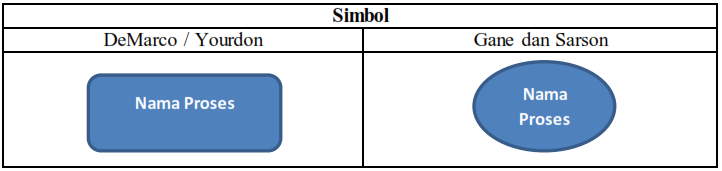 Simbol
DeMarco / Yourdon
Gane dan Sarson
Nama Proses
Nama
Proses